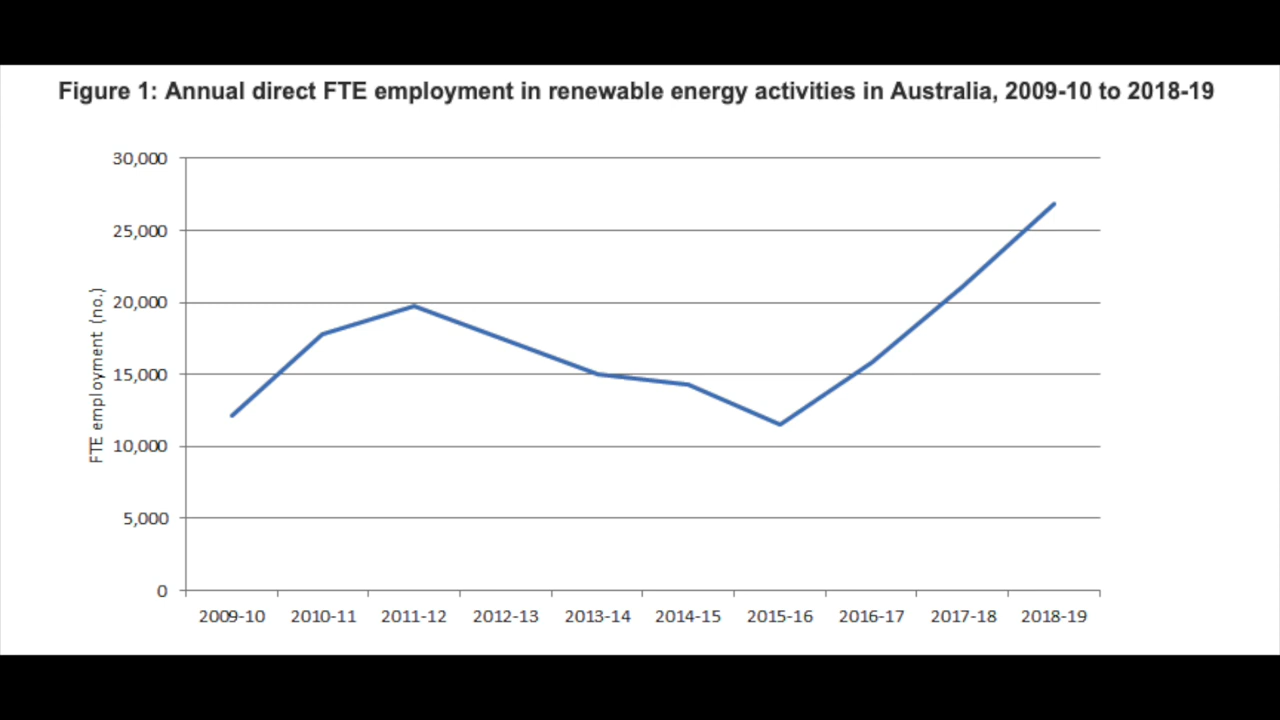 Figure 1: Annual direct FTE employment in renewable energy activities in Australia, 2009-10 to 2018-19
30,000
25,000
20,000
15,000
10,000
5,000
0
FTE employment (no.)
2009-10 2010-11 2011-12 2012-13 2013-14 2014-15 2015-16 2016-17 2017-18 2018-19